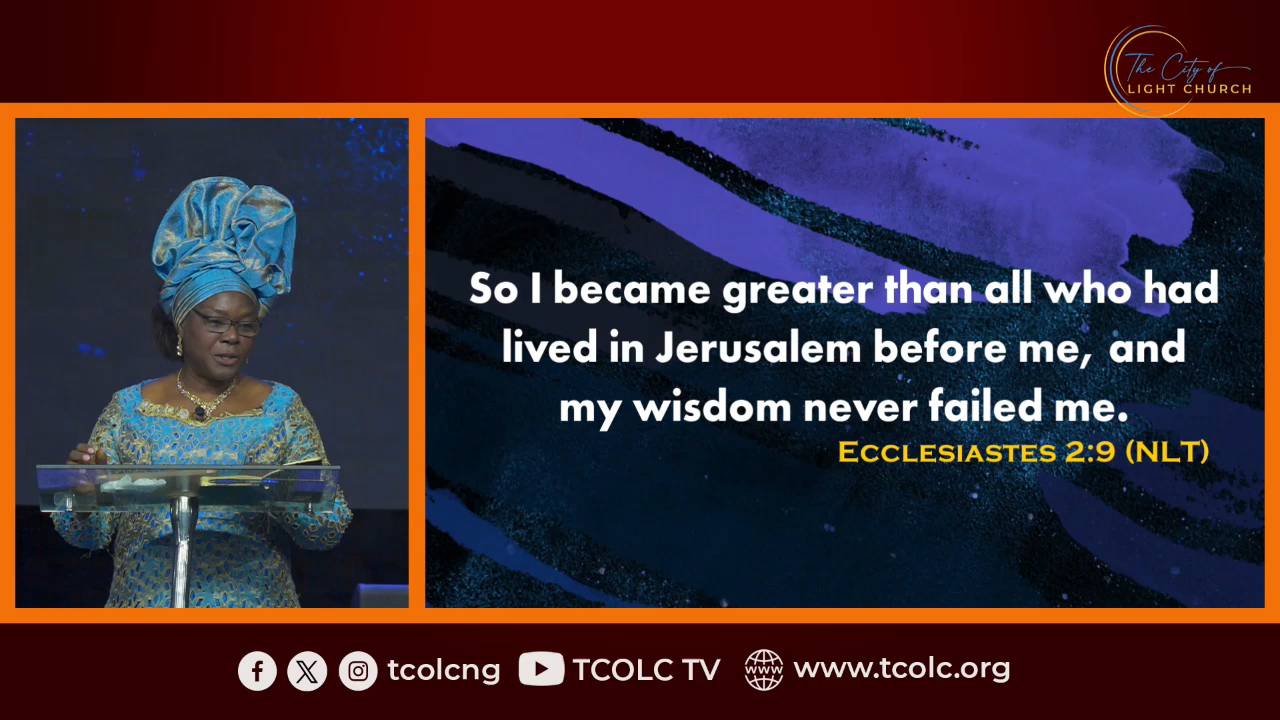 The City of
LIGHT CHURCH
So I became greater than all who had
lived in Jerusalem before me, and
my wisdom never failed me.
Ecclesiastes 2:9 (NLT)
tcolcng TCOLC TV www www.tcolc.org